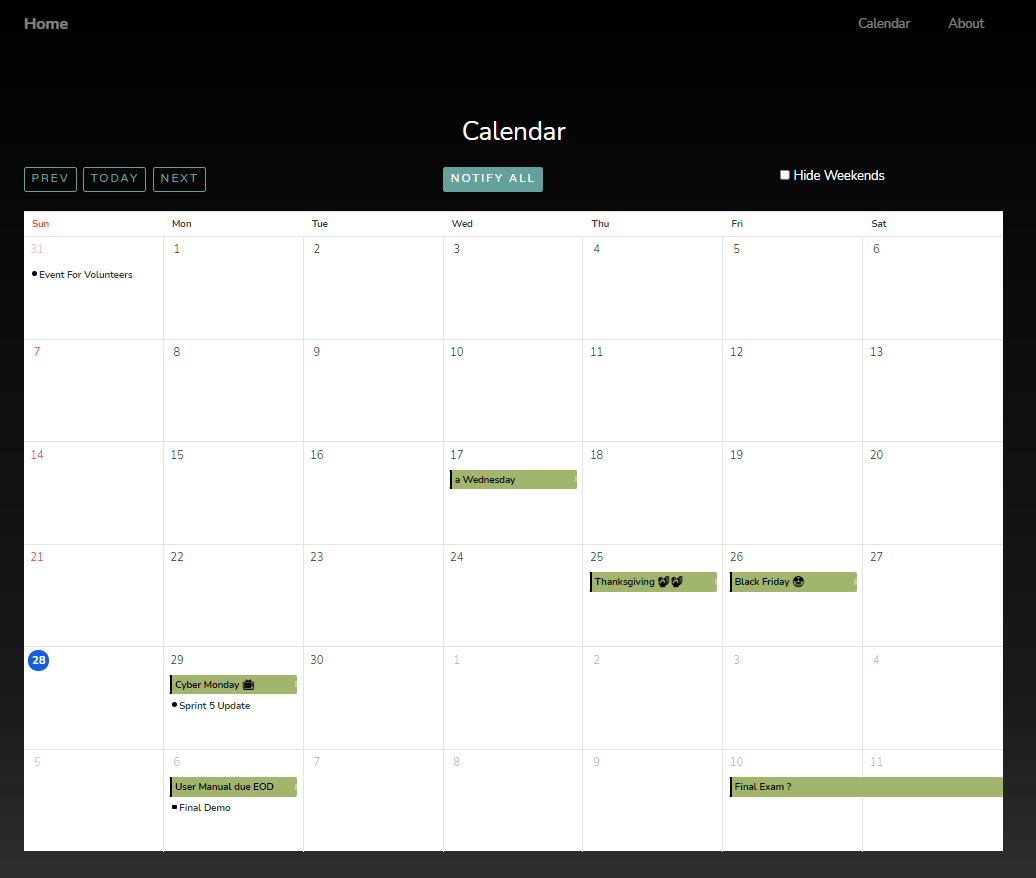 Home Calendar About
Calendar
PREV TODAY NEXT NOTIFY ALL Hide Weekends
Sun Mon Tue Wed Thu Fri Sat
31 1 2 3 4 5 6
Event For Volunteers
7 8 9 10 11 12 13
14 15 16 17 18 19 20
a Wednesday
21 22 23 24 25 26 27
Thanksgiving Black Friday
28 29 30 1 2 3 4
Cyber Monday
Sprint 5 Update
5 6 7 8 9 10 11
User Manual due EOD Final Exam ?
Final Demo